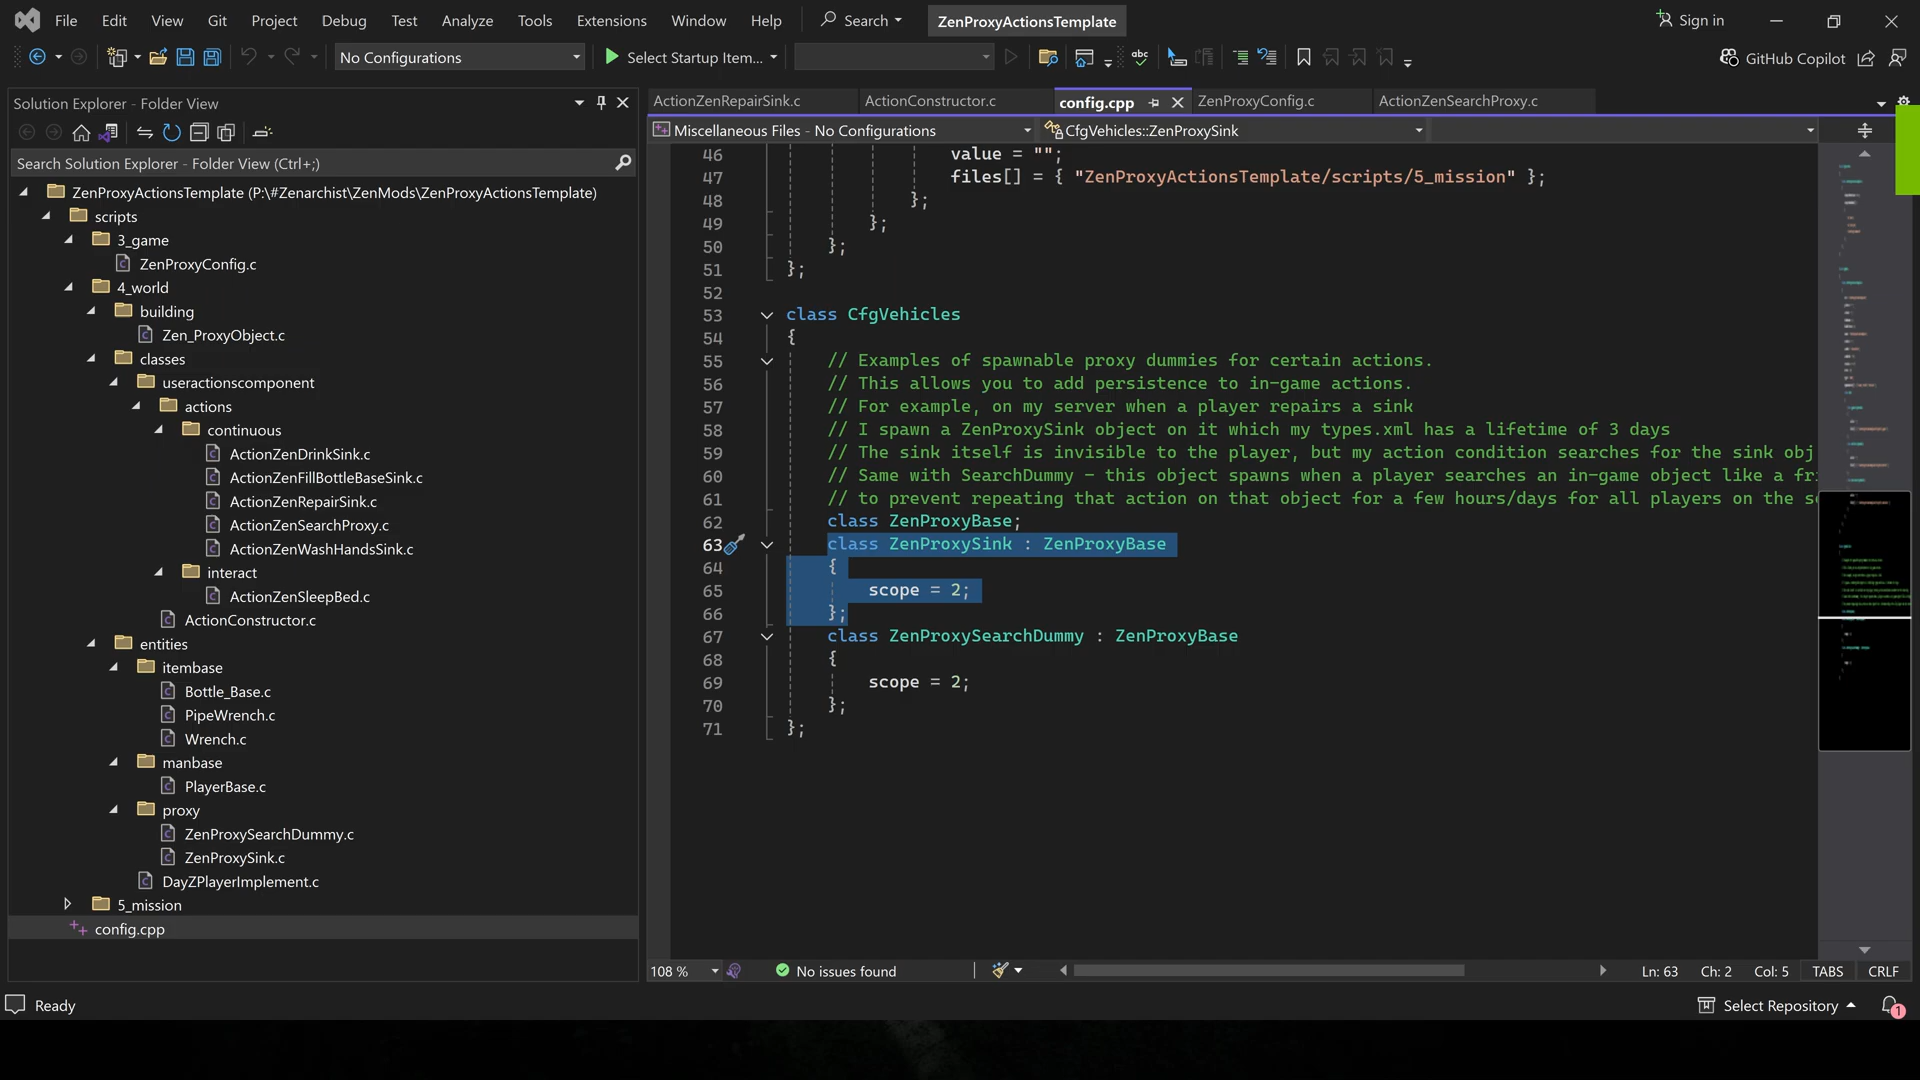 File Edit View Git Project Debug Test Analyze Tools Extensions Window Help Search ZenProxyActionsTemplate Sign in
No Configurations Select Startup Item... GitHub Copilot
Solution Explorer - Folder View
Search Solution Explorer - Folder View (Ctrl+;)
ZenProxyActionsTemplate (P:\#Zenarchist\ZenMods\ZenProxyActionsTemplate)
scripts
3_game
ZenProxyConfig.c
4_world
building
Zen_ProxyObject.c
classes
useractionscomponent
actions
continuous
ActionZenDrinkSink.c
ActionZenFillBottleBaseSink.c
ActionZenRepairSink.c
ActionZenSearchProxy.c
ActionZenWashHandsSink.c
interact
ActionZenSleepBed.c
ActionConstructor.c
entities
itembase
Bottle_Base.c
PipeWrench.c
Wrench.c
manbase
PlayerBase.c
proxy
ZenProxySearchDummy.c
ZenProxySink.c
DayZPlayerImplement.c
5_mission
config.cpp
ActionZenRepairSink.c ActionConstructor.c config.cpp ZenProxyConfig.c ActionZenSearchProxy.c
Miscellaneous Files - No Configurations CfgVehicles::ZenProxySink
46 value = "";
47 files[] = { "ZenProxyActionsTemplate/scripts/5_mission" };
48 };
49 };
50 };
51 };
52
53 class CfgVehicles
54 {
55 // Examples of spawnable proxy dummies for certain actions.
56 // This allows you to add persistence to in-game actions.
57 // For example, on my server when a player repairs a sink
58 // I spawn a ZenProxySink object on it which my types.xml has a lifetime of 3 days
59 // The sink itself is invisible to the player, but my action condition searches for the sink obj
60 // Same with SearchDummy - this object spawns when a player searches an in-game object like a fri
61 // to prevent repeating that action on that object for a few hours/days for all players on the se
62 class ZenProxyBase;
63 class ZenProxySink : ZenProxyBase
64 {
65 scope = 2;
66 };
67 class ZenProxySearchDummy : ZenProxyBase
68 {
69 scope = 2;
70 };
71 };
108 % No issues found Ln: 63 Ch: 2 Col: 5 TABS CRLF
Ready Select Repository 1